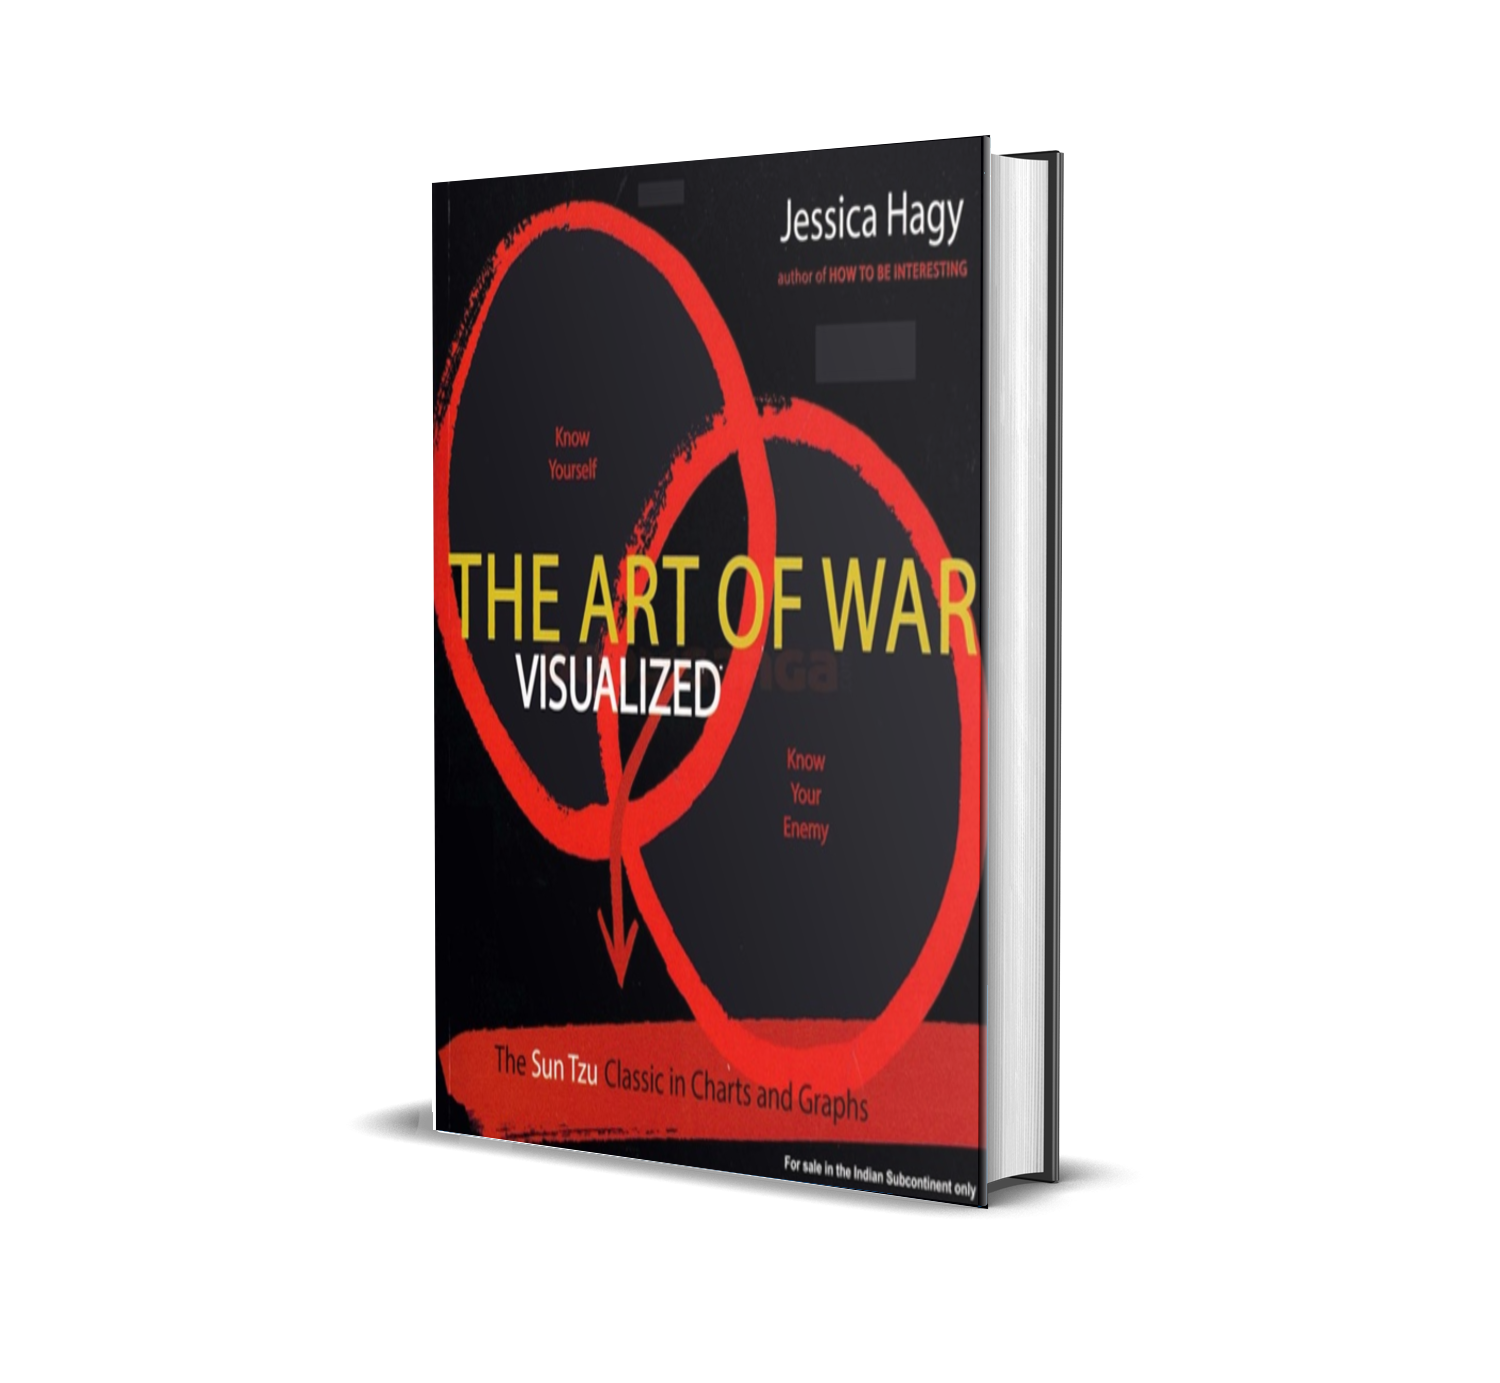 Jessica Hagy
author of HOW TO BE INTERESTING
Know
Yourself
THE ART OF WAR
VISUALIZED
Know
Your
Enemy
The Sun Tzu Classic in Charts and Graphs
For sale in the Indian Subcontinent only